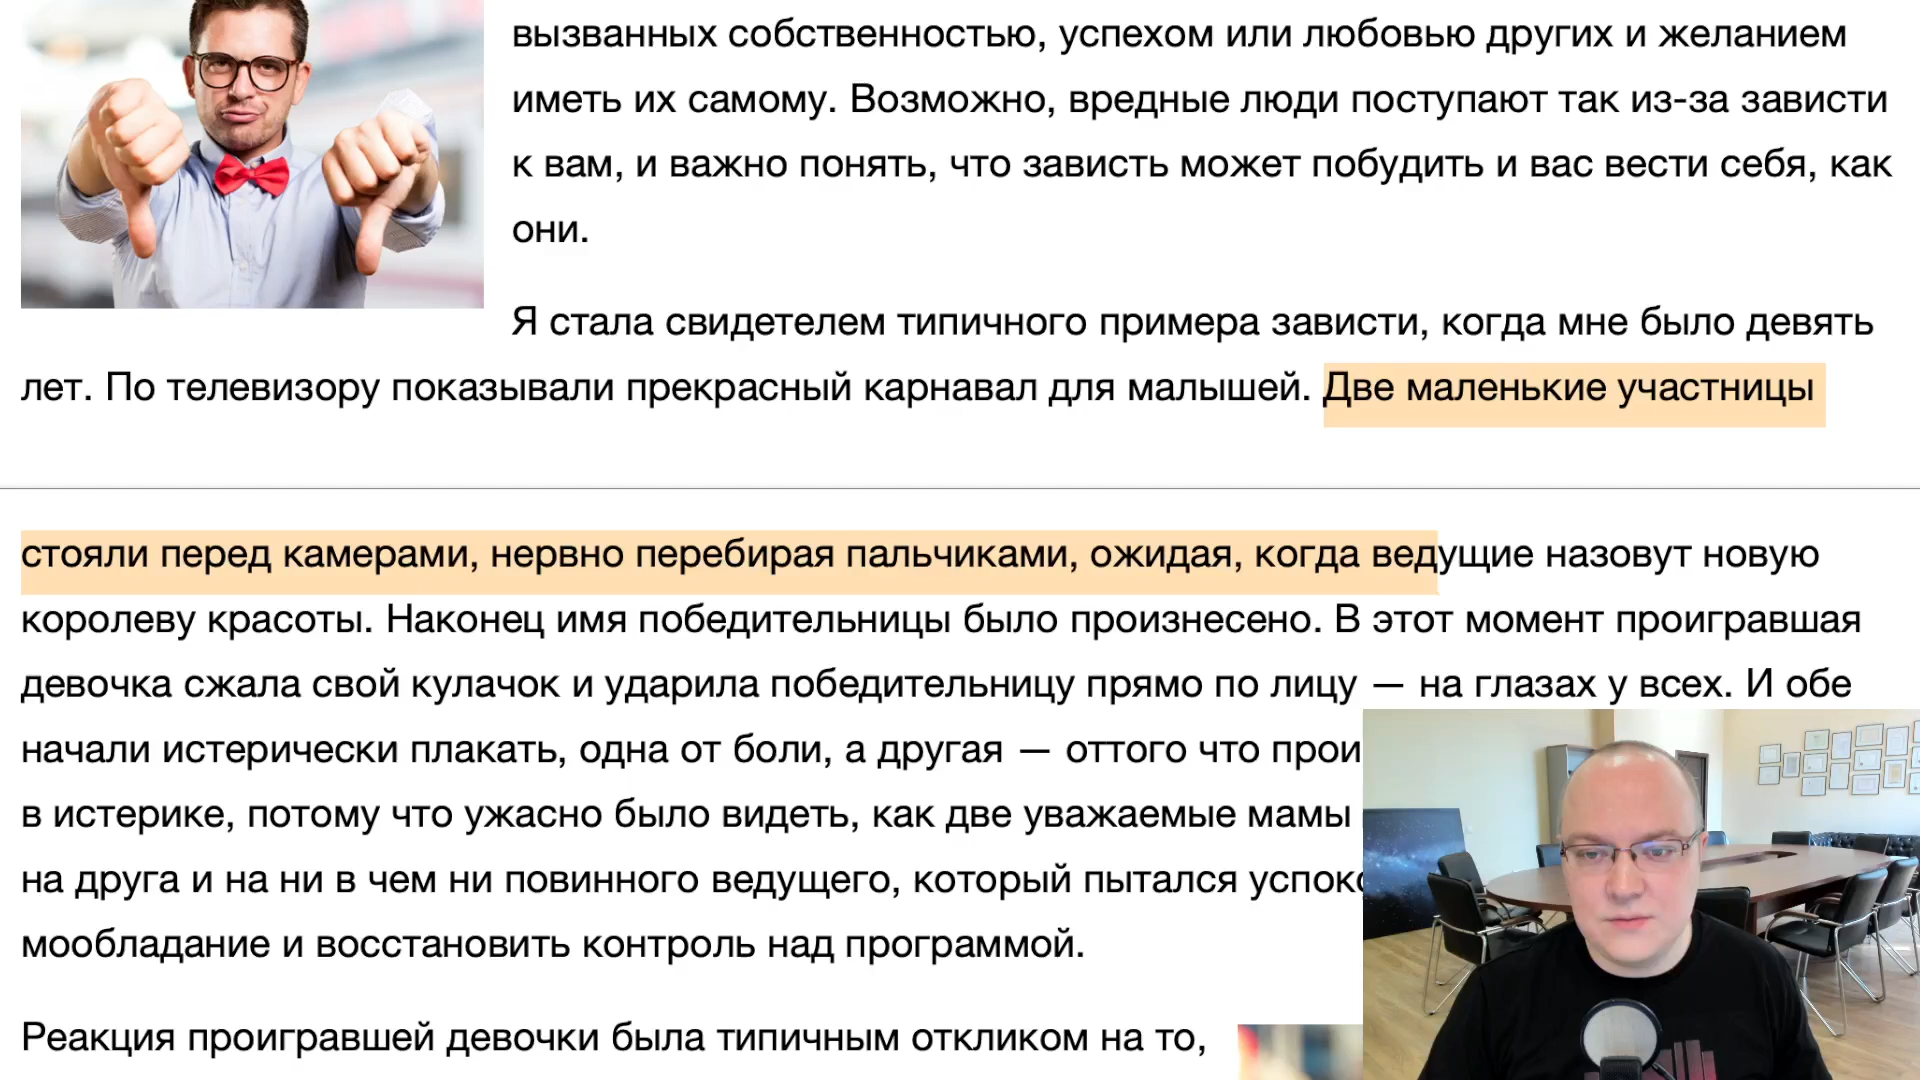 вызванных собственностью, успехом или любовью других и желанием
иметь их самому. Возможно, вредные люди поступают так из-за зависти
к вам, и важно понять, что зависть может побудить и вас вести себя, как
они.
Я стала свидетелем типичного примера зависти, когда мне было девять
лет. По телевизору показывали прекрасный карнавал для малышей. Две маленькие участницы
стояли перед камерами, нервно перебирая пальчиками, ожидая, когда ведущие назовут новую
королеву красоты. Наконец имя победительницы было произнесено. В этот момент проигравшая
девочка сжала свой кулачок и ударила победительницу прямо по лицу — на глазах у всех. И обе
начали истерически плакать, одна от боли, а другая — оттого что прои
в истерике, потому что ужасно было видеть, как две уважаемые мамы
на друга и на ни в чем ни повинного ведущего, который пытался успок
мообладание и восстановить контроль над программой.
Реакция проигравшей девочки была типичным откликом на то,